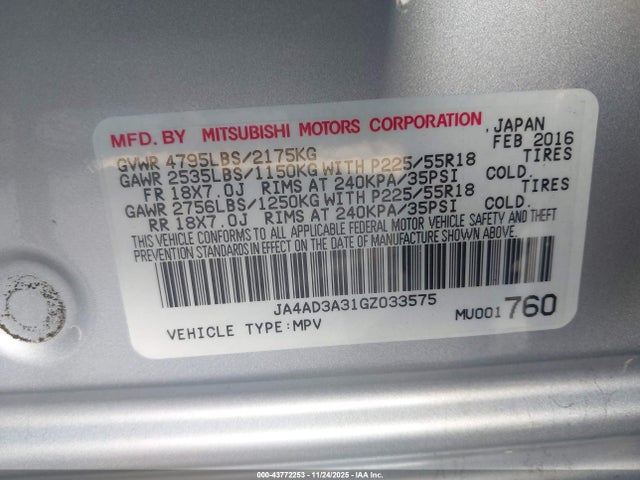 MFD. BY MITSUBISHI MOTORS CORPORATION, JAPAN
GVWR 4795LBS/2175KG FEB 2016
GAWR 2535LBS/1150KG WITH P225/55R18 TIRES
FR 18X7.0J RIMS AT 240KPA/35PSI COLD.
GAWR 2756LBS/1250KG WITH P225/55R18 TIRES
RR 18X7.0J RIMS AT 240KPA/35PSI COLD.
THIS VEHICLE CONFORMS TO ALL APPLICABLE FEDERAL MOTOR VEHICLE SAFETY AND THEFT
PREVENTION STANDARDS IN EFFECT ON THE DATE OF MANUFACTURE SHOWN ABOVE.
JA4AD3A31GZ033575
VEHICLE TYPE:MPV MU001760
000-43772253 - 11/24/2025 - IAA Inc.